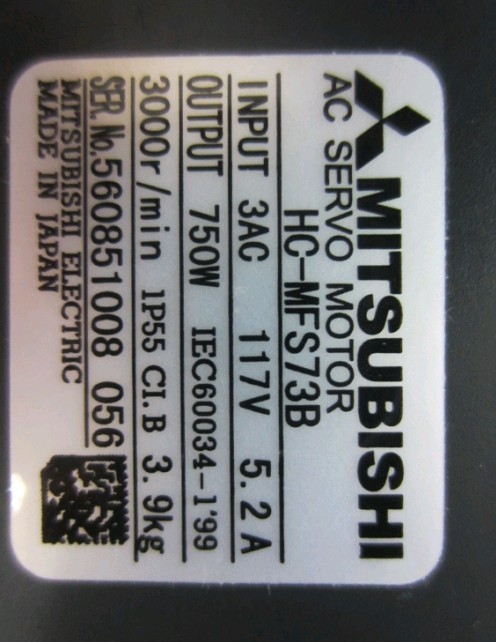 MITSUBISHI
AC SERVO MOTOR
HC-MFS73B
INPUT 3AC 117V 5.2A
OUTPUT 750W IEC60034-1'99
3000r/min IP55 CI.B 3.9kg
SER.No.560851008 056
MITSUBISHI ELECTRIC
MADE IN JAPAN